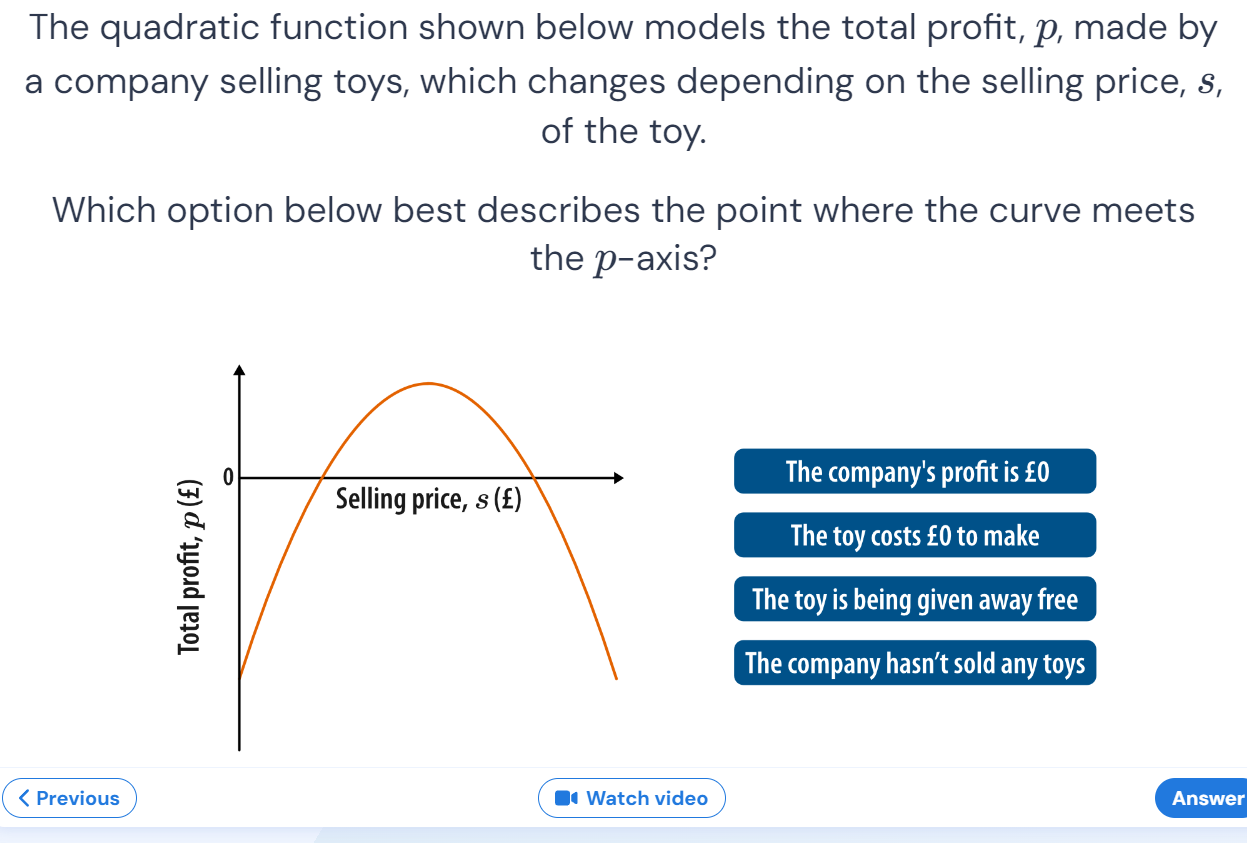 The quadratic function shown below models the total profit, p, made by
a company selling toys, which changes depending on the selling price, s,
of the toy.
Which option below best describes the point where the curve meets
the p-axis?
Total profit, p (£)
0
Selling price, s (£)
The company's profit is £0
The toy costs £0 to make
The toy is being given away free
The company hasn’t sold any toys
Previous
Watch video
Answer